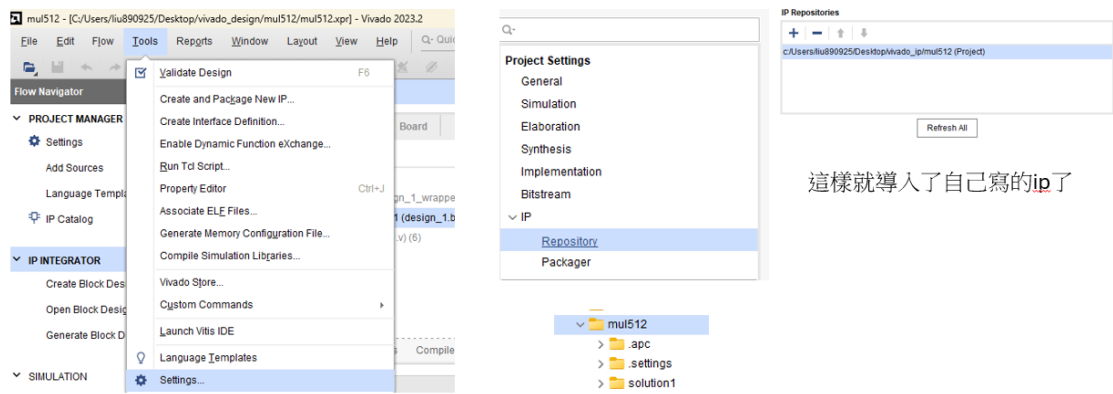 mul512 - [C:/Users/liu890925/Desktop/vivado_design/mul512/mul512.xpr] - Vivado 2023.2
File Edit Flow Tools Reports Window Layout View Help Q- Quic
Flow Navigator
PROJECT MANAGER
Settings
Add Sources
Language Templa
IP Catalog
IP INTEGRATOR
Create Block Des
Open Block Desig
Generate Block D
SIMULATION
Validate Design F6
Create and Package New IP...
Create Interface Definition...
Enable Dynamic Function eXchange...
Run Tcl Script...
Property Editor Ctrl+J
Associate ELF Files...
Generate Memory Configuration File...
Compile Simulation Libraries...
Vivado Store...
Custom Commands
Launch Vitis IDE
Language Templates
Settings...
Board
gn_1_wrappe
1 (design_1.b
.v) (6)
s Compile
Q-
Project Settings
General
Simulation
Elaboration
Synthesis
Implementation
Bitstream
IP
Repository
Packager
mul512
.apc
.settings
solution1
IP Repositories
c:/Users/liu890925/Desktop/vivado_ip/mul512 (Project)
Refresh All
這樣就導入了自己寫的ip了